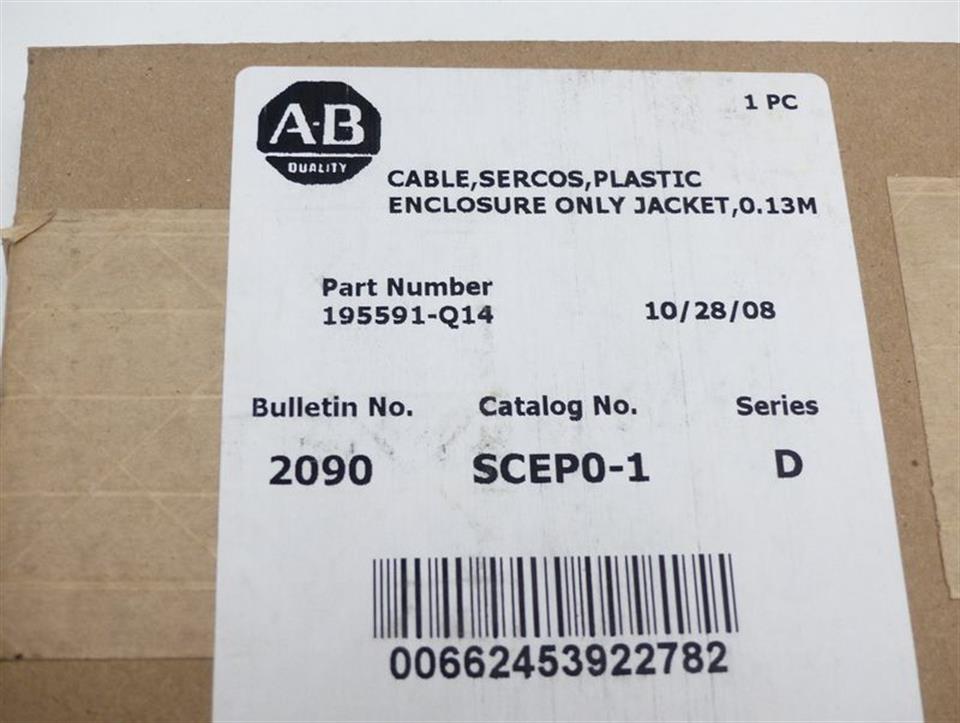 A-B
QUALITY
1 PC
CABLE,SERCOS,PLASTIC
ENCLOSURE ONLY JACKET,0.13M
Part Number
195591-Q14
10/28/08
Bulletin No. Catalog No. Series
2090 SCEP0-1 D
00662453922782